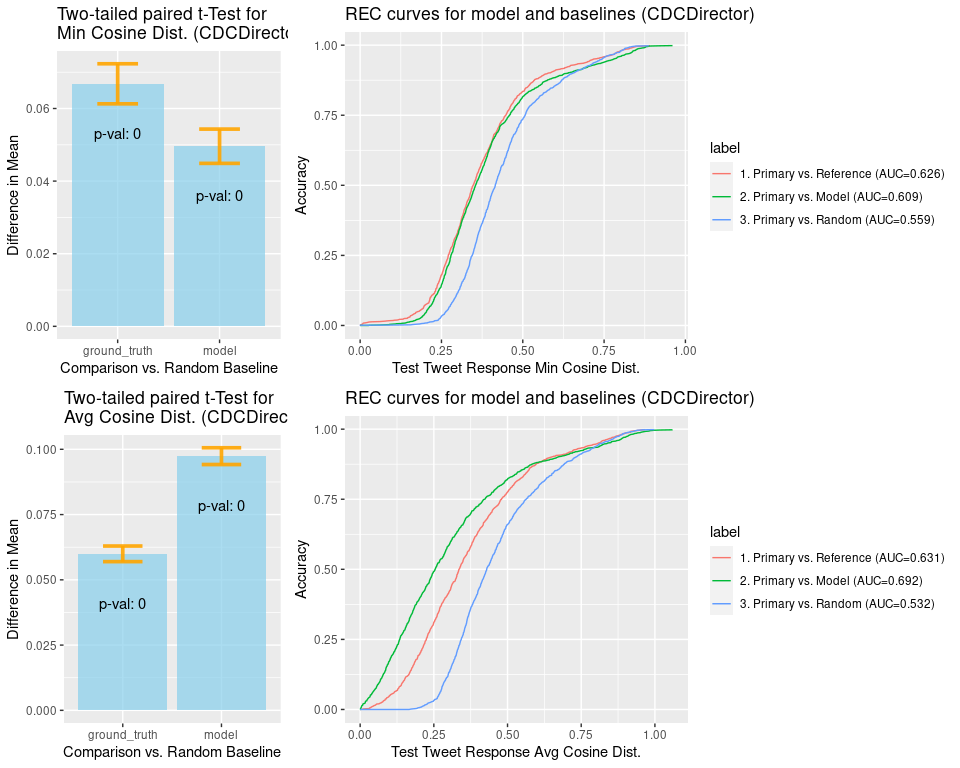 Two-tailed paired t-Test for
Min Cosine Dist. (CDCDirecto
Difference in Mean
0.06
0.04
0.02
0.00
p-val: 0
p-val: 0
ground_truth
model
Comparison vs. Random Baseline
REC curves for model and baselines (CDCDirector)
Accuracy
1.00
0.75
0.50
0.25
0.00
0.00
0.25
0.50
0.75
1.00
Test Tweet Response Min Cosine Dist.
label
1. Primary vs. Reference (AUC=0.626)
2. Primary vs. Model (AUC=0.609)
3. Primary vs. Random (AUC=0.559)
Two-tailed paired t-Test for
Avg Cosine Dist. (CDCDirec
Difference in Mean
0.100
0.075
0.050
0.025
0.000
p-val: 0
p-val: 0
ground_truth
model
Comparison vs. Random Baseline
REC curves for model and baselines (CDCDirector)
Accuracy
1.00
0.75
0.50
0.25
0.00
0.00
0.25
0.50
0.75
1.00
Test Tweet Response Avg Cosine Dist.
label
1. Primary vs. Reference (AUC=0.631)
2. Primary vs. Model (AUC=0.692)
3. Primary vs. Random (AUC=0.532)